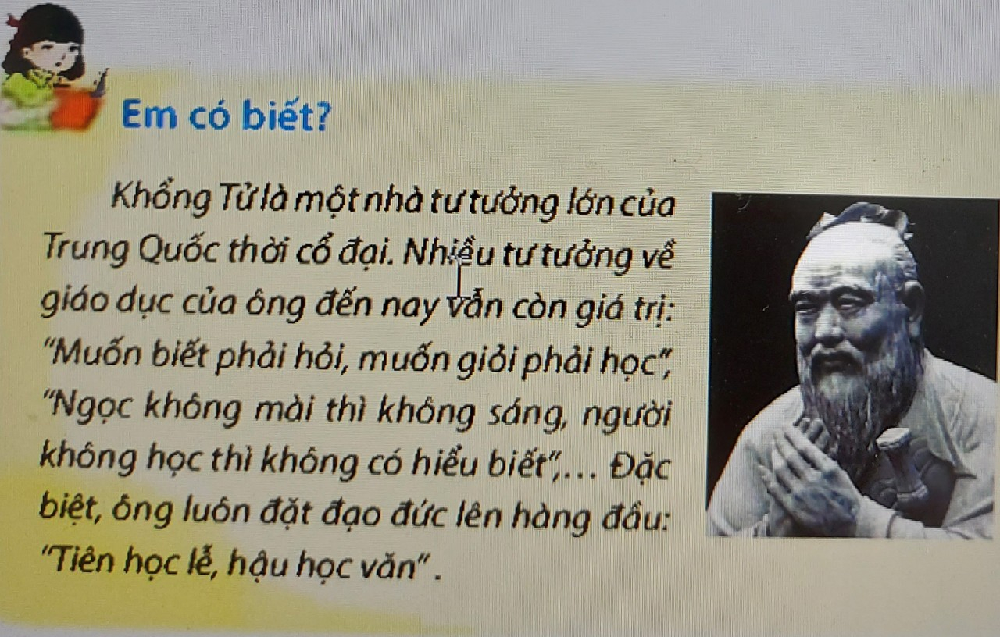 Em có biết?
Khổng Tử là một nhà tư tưởng lớn của
Trung Quốc thời cổ đại. Nhiều tư tưởng về
giáo dục của ông đến nay vẫn còn giá trị:
“Muốn biết phải hỏi, muốn giỏi phải học”,
“Ngọc không mài thì không sáng, người
không học thì không có hiểu biết”,... Đặc
biệt, ông luôn đặt đạo đức lên hàng đầu:
“Tiên học lễ, hậu học văn”.